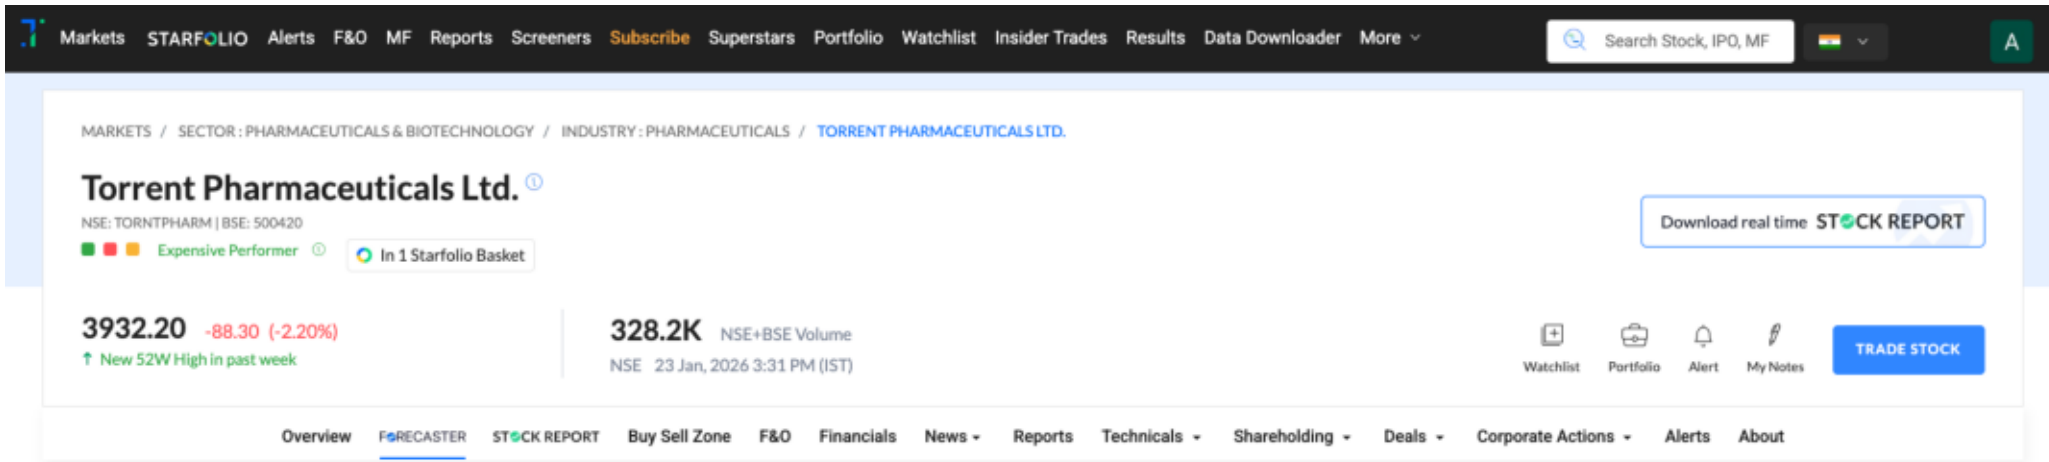 Markets STARFOLIO Alerts F&O MF Reports Screeners Subscribe Superstars Portfolio Watchlist Insider Trades Results Data Downloader More Search Stock, IPO, MF A
MARKETS / SECTOR : PHARMACEUTICALS & BIOTECHNOLOGY / INDUSTRY : PHARMACEUTICALS / TORRENT PHARMACEUTICALS LTD.
Torrent Pharmaceuticals Ltd.
NSE: TORNTPHARM | BSE: 500420
Download real time STOCK REPORT
Expensive Performer In 1 Starfolio Basket
3932.20 -88.30 (-2.20%)
New 52W High in past week
328.2K NSE+BSE Volume
NSE 23 Jan, 2026 3:31 PM (IST)
Watchlist Portfolio Alert My Notes TRADE STOCK
Overview FORECASTER STOCK REPORT Buy Sell Zone F&O Financials News Reports Technicals Shareholding Deals Corporate Actions Alerts About